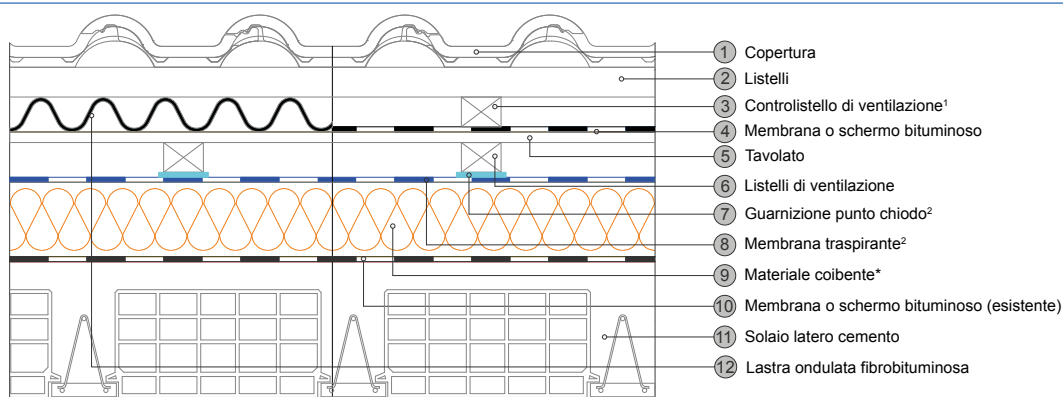 1 Copertura
2 Listelli
3 Controlistello di ventilazione¹
4 Membrana o schermo bituminoso
5 Tavolato
6 Listelli di ventilazione
7 Guarnizione punto chiodo²
8 Membrana traspirante²
9 Materiale coibente*
10 Membrana o schermo bituminoso (esistente)
11 Solaio latero cemento
12 Lastra ondulata fibrobituminosa